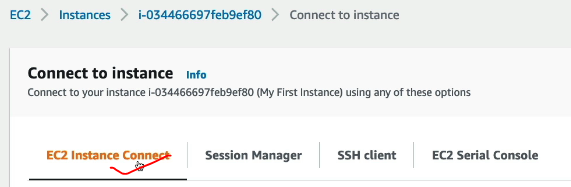 EC2 > Instances > i-034466697feb9ef80 > Connect to instance
Connect to instance Info
Connect to your instance i-034466697feb9ef80 (My First Instance) using any of these options
EC2 Instance Connect Session Manager SSH client EC2 Serial Console